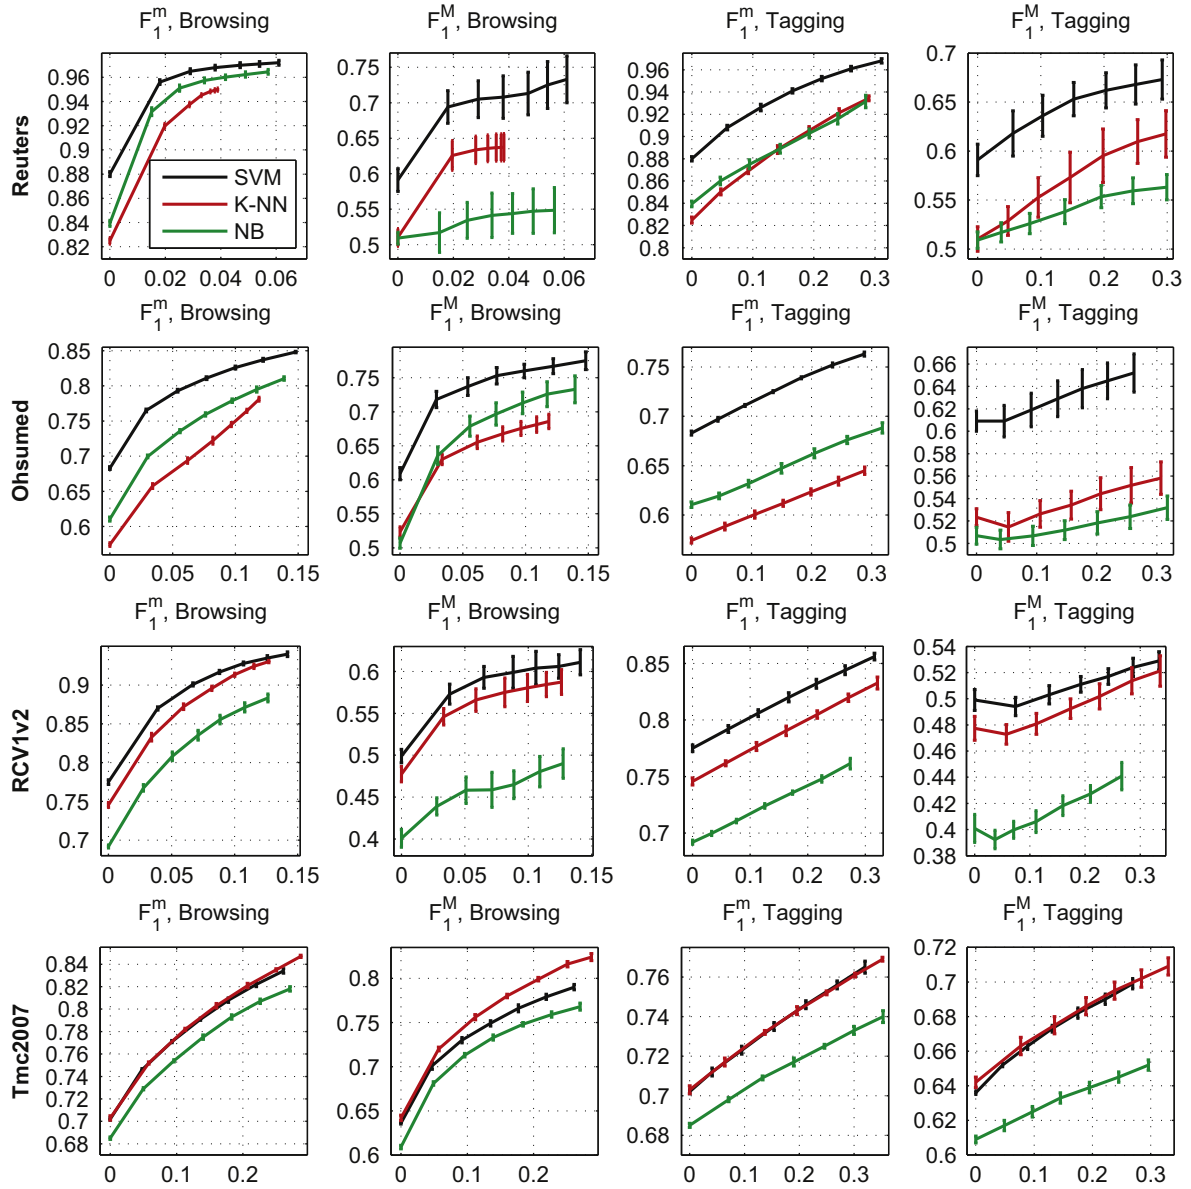 F₁ᵐ, Browsing F₁ᴹ, Browsing F₁ᵐ, Tagging F₁ᴹ, Tagging
Reuters
0.96 0.94 0.92 0.9 0.88 0.86 0.84 0.82
SVM
K-NN
NB
0 0.02 0.04 0.06
0.75 0.7 0.65 0.6 0.55 0.5
0 0.02 0.04 0.06
0.96 0.94 0.92 0.9 0.88 0.86 0.84 0.82 0.8
0 0.1 0.2 0.3
0.7 0.65 0.6 0.55 0.5
0 0.1 0.2 0.3
F₁ᵐ, Browsing F₁ᴹ, Browsing F₁ᵐ, Tagging F₁ᴹ, Tagging
Ohsumed
0.85 0.8 0.75 0.7 0.65 0.6
0 0.05 0.1 0.15
0.75 0.7 0.65 0.6 0.55 0.5
0 0.05 0.1 0.15
0.75 0.7 0.65 0.6
0 0.1 0.2 0.3
0.66 0.64 0.62 0.6 0.58 0.56 0.54 0.52 0.5
0 0.1 0.2 0.3
F₁ᵐ, Browsing F₁ᴹ, Browsing F₁ᵐ, Tagging F₁ᴹ, Tagging
RCV1v2
0.9 0.85 0.8 0.75 0.7
0 0.05 0.1 0.15
0.6 0.55 0.5 0.45 0.4
0 0.05 0.1 0.15
0.85 0.8 0.75 0.7
0 0.1 0.2 0.3
0.54 0.52 0.5 0.48 0.46 0.44 0.42 0.4 0.38
0 0.1 0.2 0.3
F₁ᵐ, Browsing F₁ᴹ, Browsing F₁ᵐ, Tagging F₁ᴹ, Tagging
Tmc2007
0.84 0.82 0.8 0.78 0.76 0.74 0.72 0.7 0.68
0 0.1 0.2
0.8 0.75 0.7 0.65 0.6
0 0.1 0.2
0.76 0.74 0.72 0.7 0.68
0 0.1 0.2 0.3
0.72 0.7 0.68 0.66 0.64 0.62 0.6
0 0.1 0.2 0.3